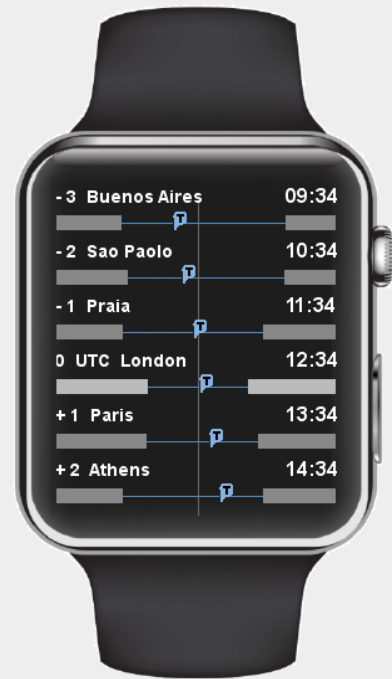 - 3 Buenos Aires 09:34
T
- 2 Sao Paolo 10:34
T
- 1 Praia 11:34
T
0 UTC London 12:34
T
+ 1 Paris 13:34
T
+ 2 Athens 14:34
T